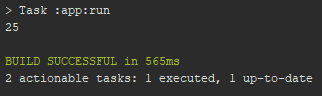 > Task :app:run
25
BUILD SUCCESSFUL in 565ms
2 actionable tasks: 1 executed, 1 up-to-date